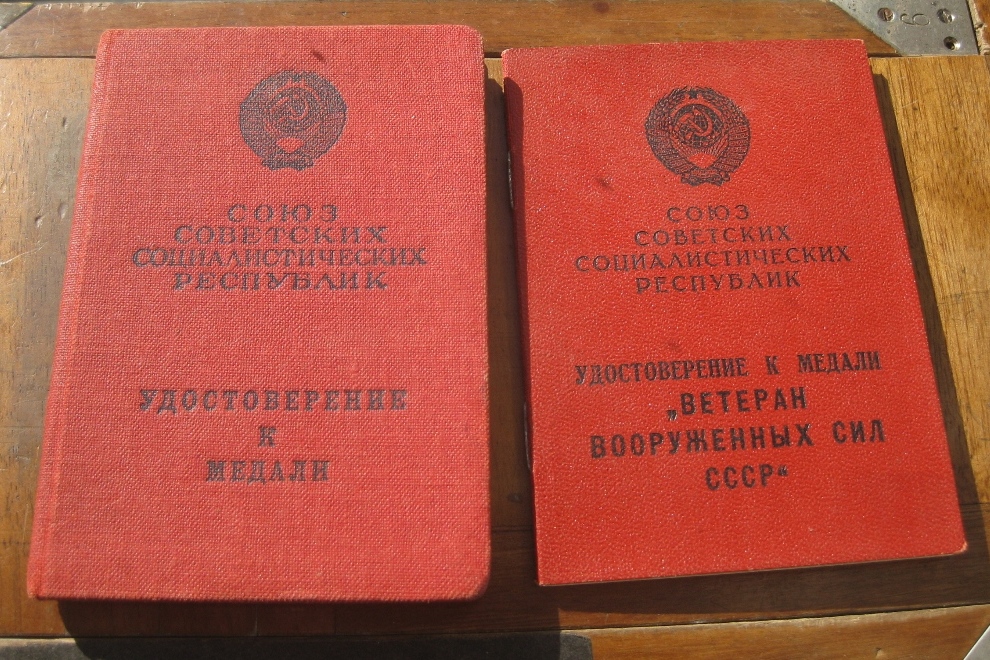 СОЮЗ
СОВЕТСКИХ
СОЦИАЛИСТИЧЕСКИХ
РЕСПУБЛИК
УДОСТОВЕРЕНИЕ
К
МЕДАЛИ
СОЮЗ
СОВЕТСКИХ
СОЦИАЛИСТИЧЕСКИХ
РЕСПУБЛИК
УДОСТОВЕРЕНИЕ К МЕДАЛИ
„ВЕТЕРАН
ВООРУЖЕННЫХ СИЛ
СССР“